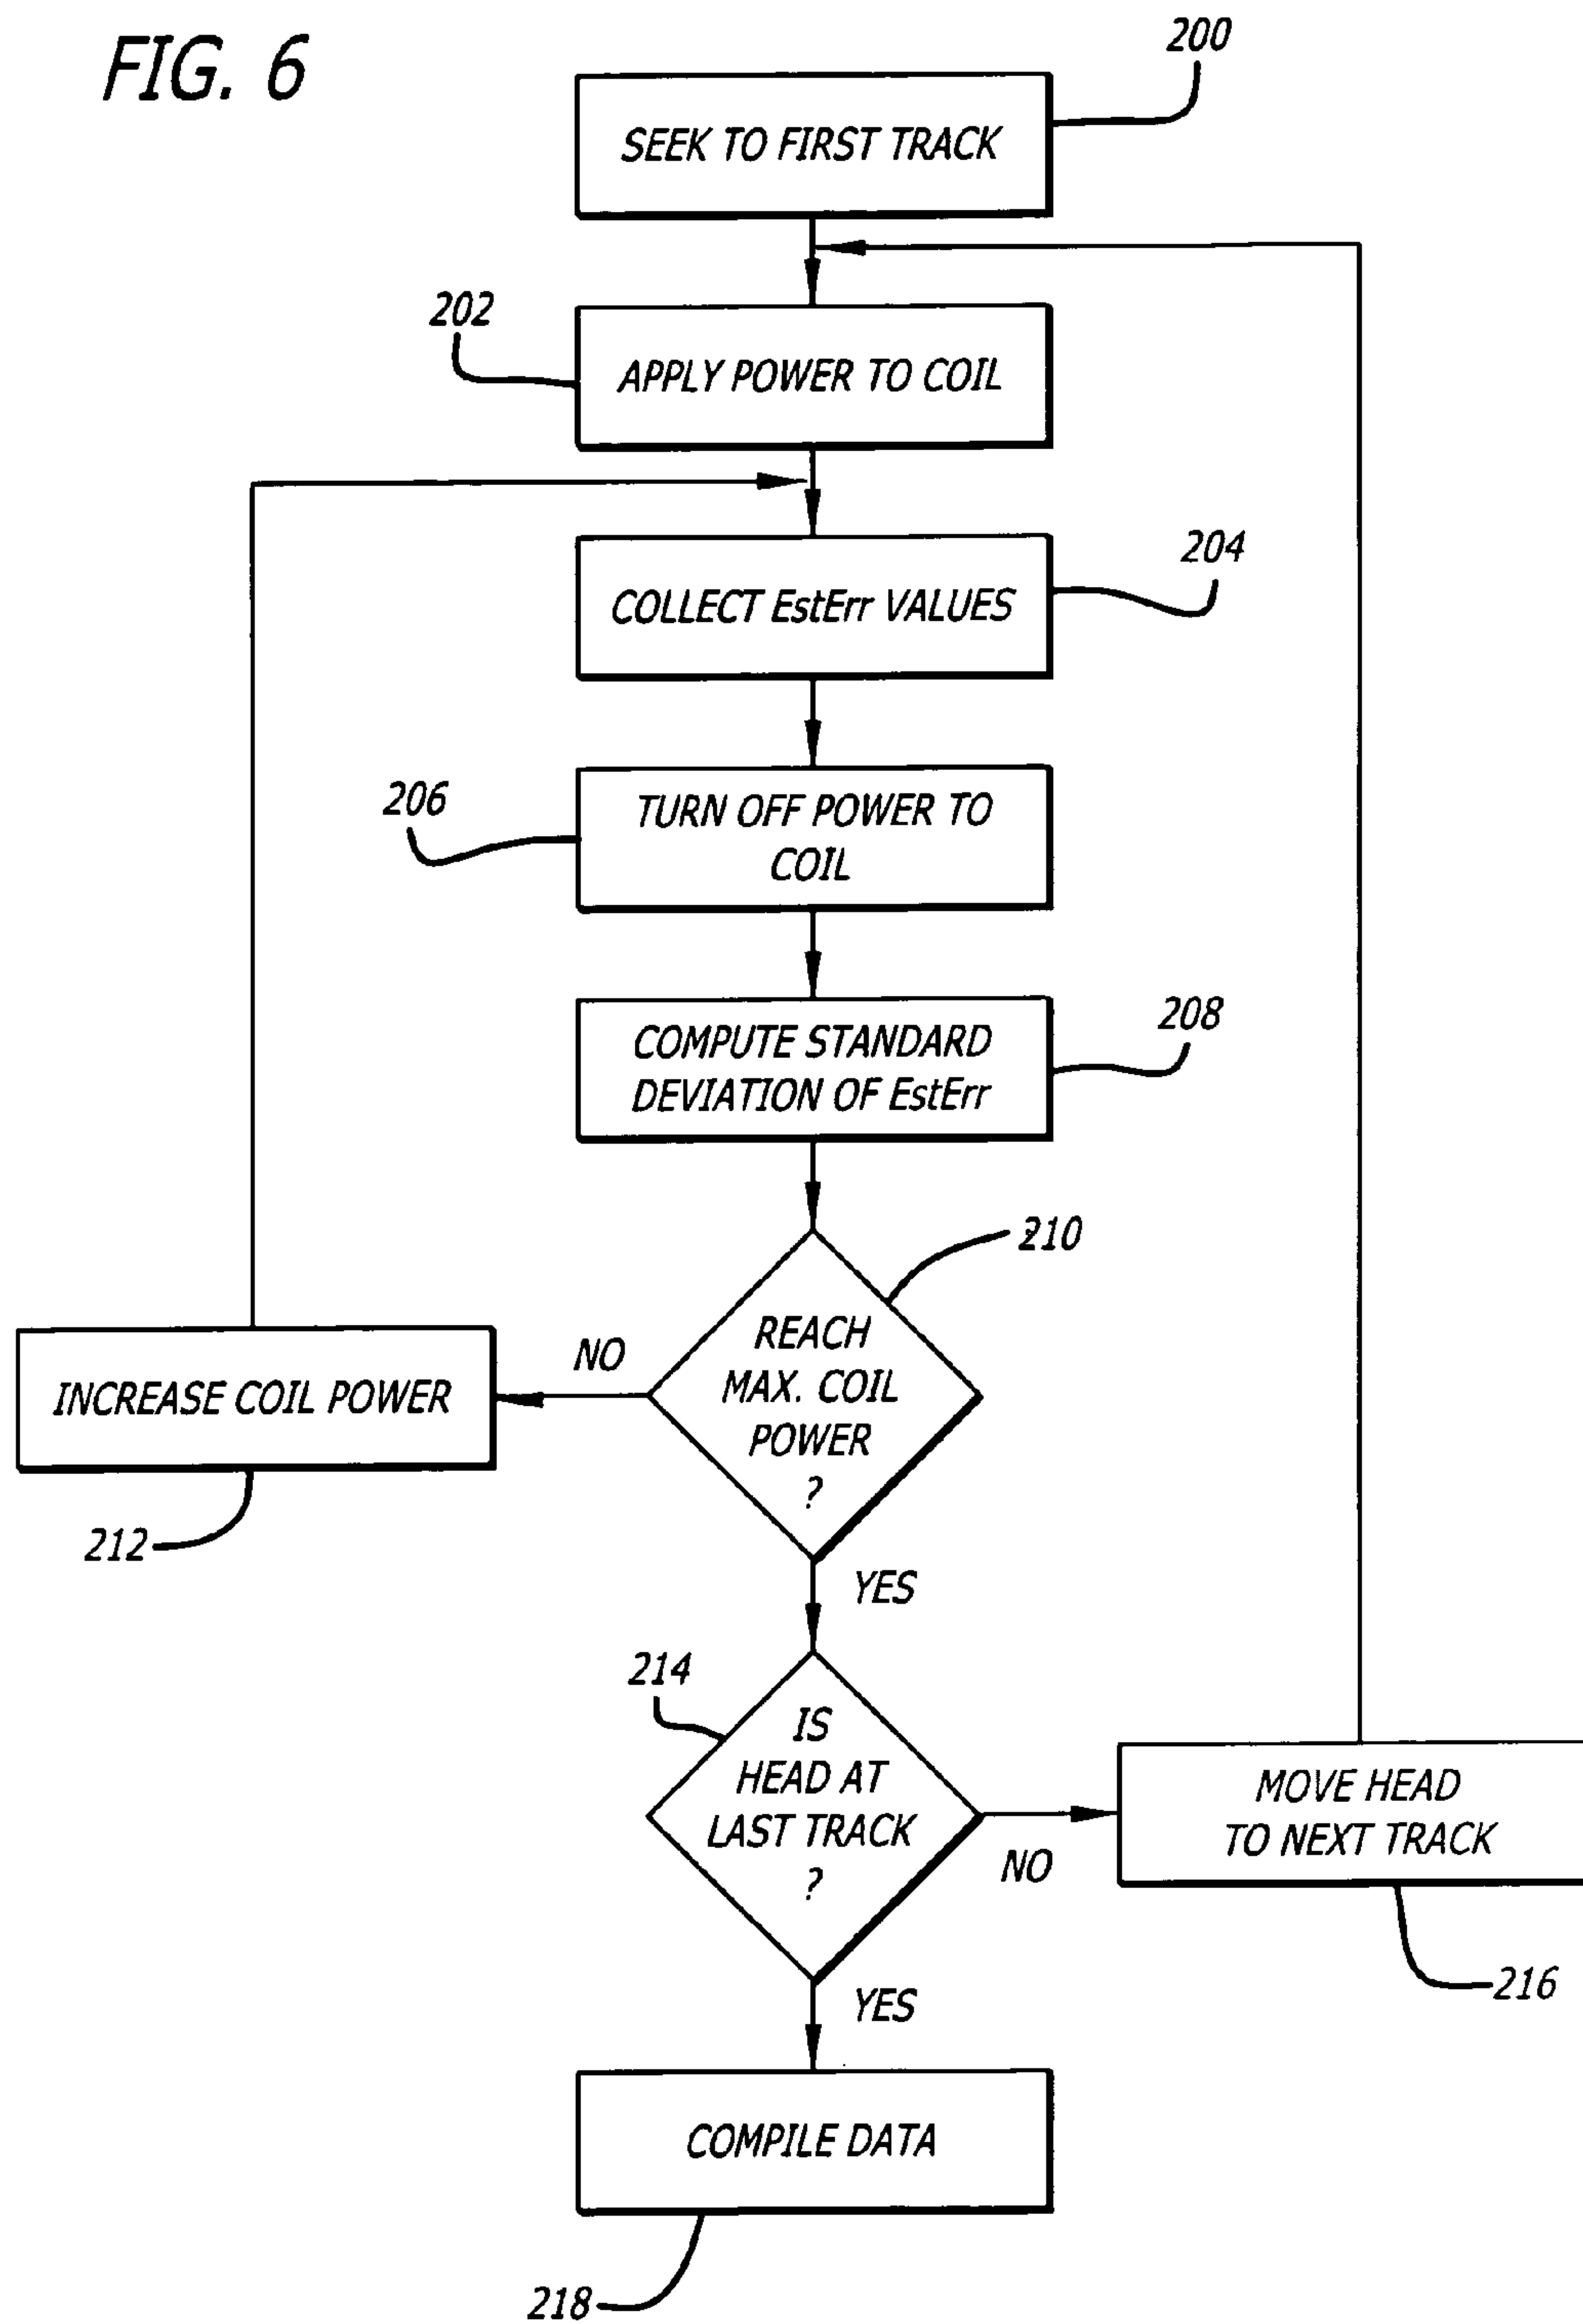 FIG. 6
200
SEEK TO FIRST TRACK
202
APPLY POWER TO COIL
204
COLLECT EstErr VALUES
206
TURN OFF POWER TO
COIL
208
COMPUTE STANDARD
DEVIATION OF EstErr
210
REACH
MAX. COIL
POWER
?
NO
INCREASE COIL POWER
212
YES
214
IS
HEAD AT
LAST TRACK
?
NO
MOVE HEAD
TO NEXT TRACK
216
YES
COMPILE DATA
218